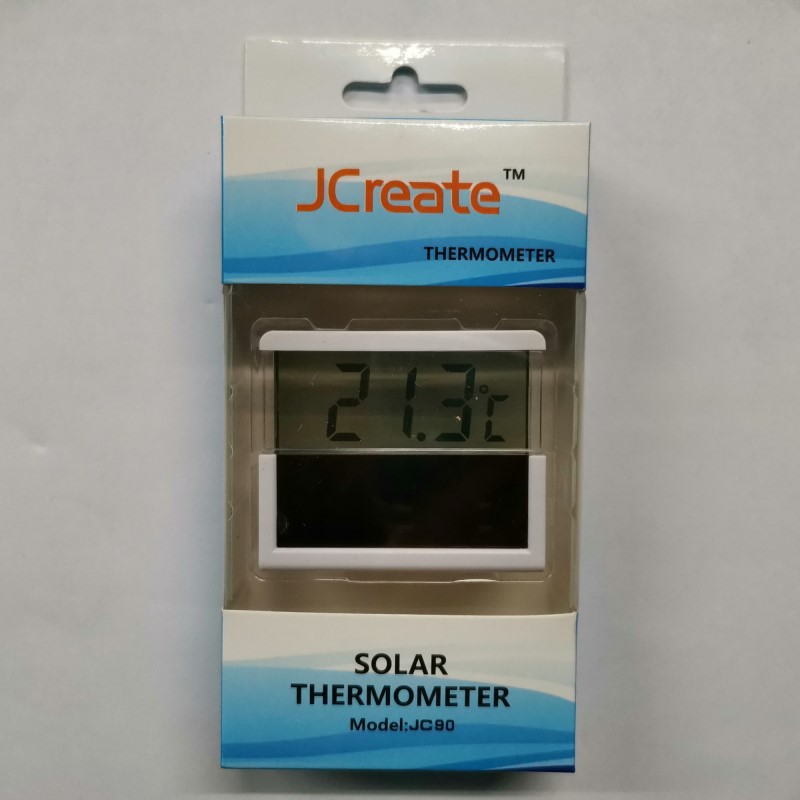 JCreate™
THERMOMETER
21.3°C
SOLAR
THERMOMETER
Model:JC90